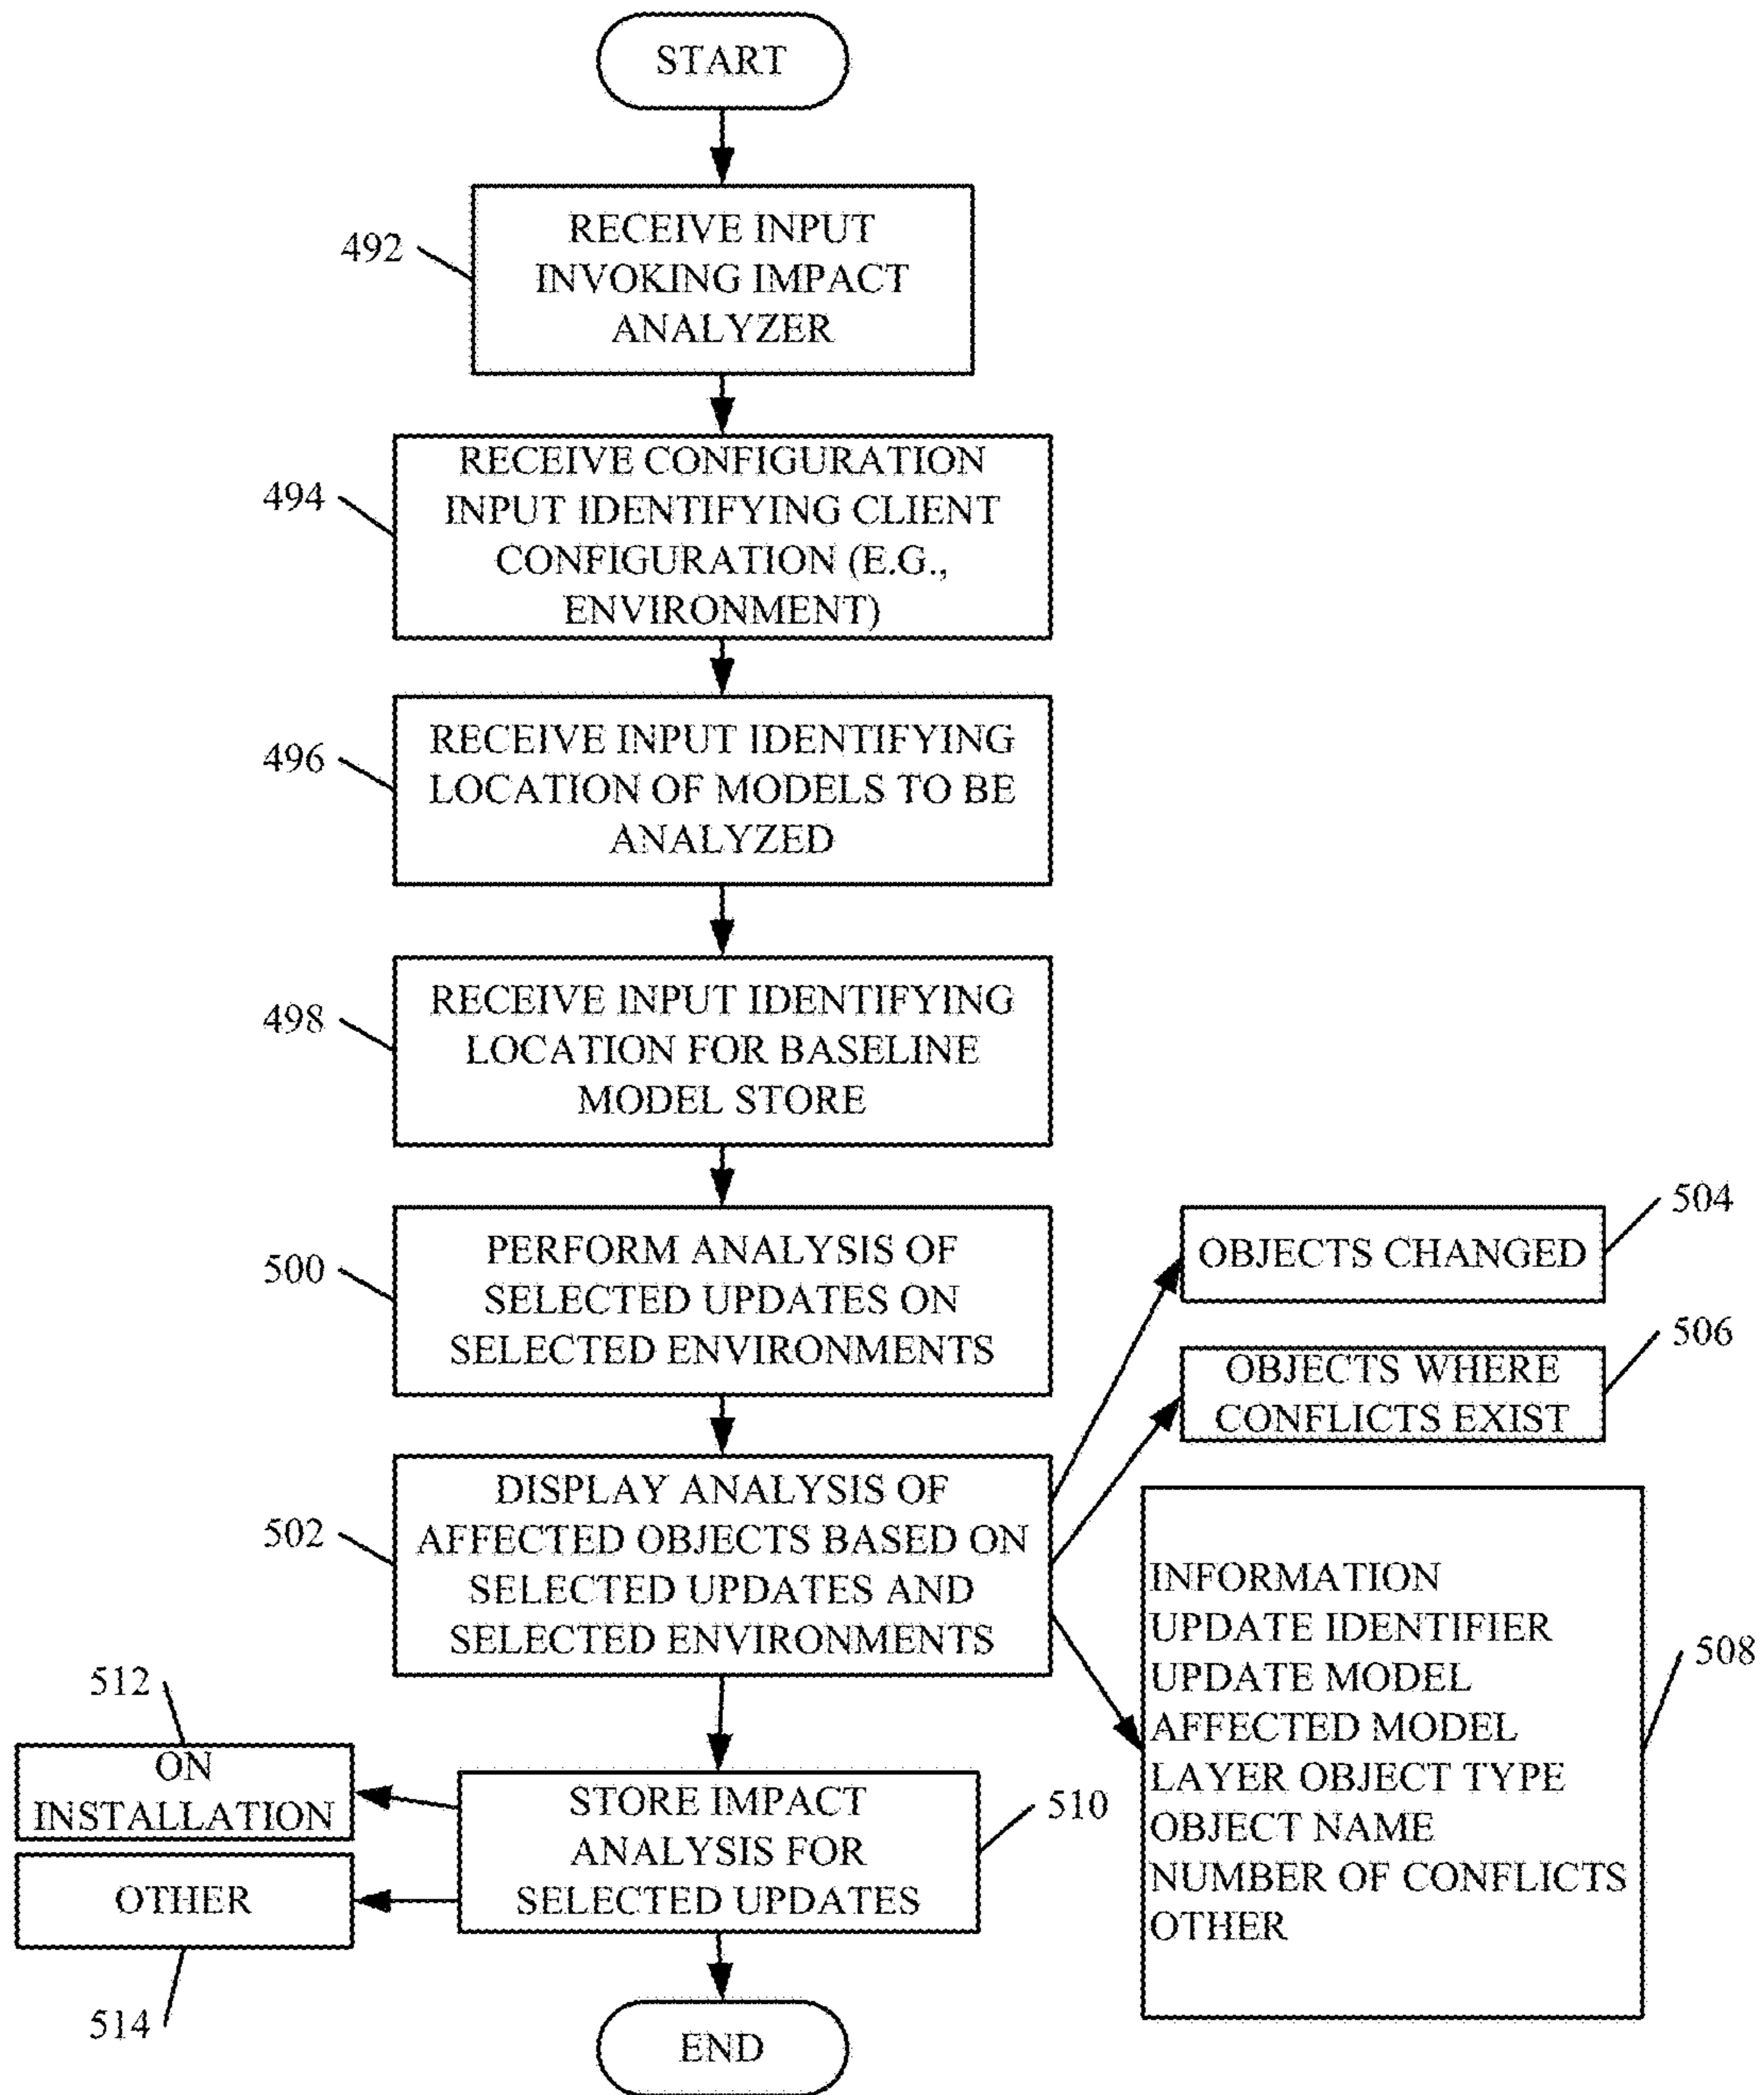 START
492
RECEIVE INPUT
INVOKING IMPACT
ANALYZER
494
RECEIVE CONFIGURATION
INPUT IDENTIFYING CLIENT
CONFIGURATION (E.G.,
ENVIRONMENT)
496
RECEIVE INPUT IDENTIFYING
LOCATION OF MODELS TO BE
ANALYZED
498
RECEIVE INPUT IDENTIFYING
LOCATION FOR BASELINE
MODEL STORE
500
PERFORM ANALYSIS OF
SELECTED UPDATES ON
SELECTED ENVIRONMENTS
504
OBJECTS CHANGED
506
OBJECTS WHERE
CONFLICTS EXIST
502
DISPLAY ANALYSIS OF
AFFECTED OBJECTS BASED ON
SELECTED UPDATES AND
SELECTED ENVIRONMENTS
508
INFORMATION
UPDATE IDENTIFIER
UPDATE MODEL
AFFECTED MODEL
LAYER OBJECT TYPE
OBJECT NAME
NUMBER OF CONFLICTS
OTHER
512
ON
INSTALLATION
510
STORE IMPACT
ANALYSIS FOR
SELECTED UPDATES
OTHER
514
END